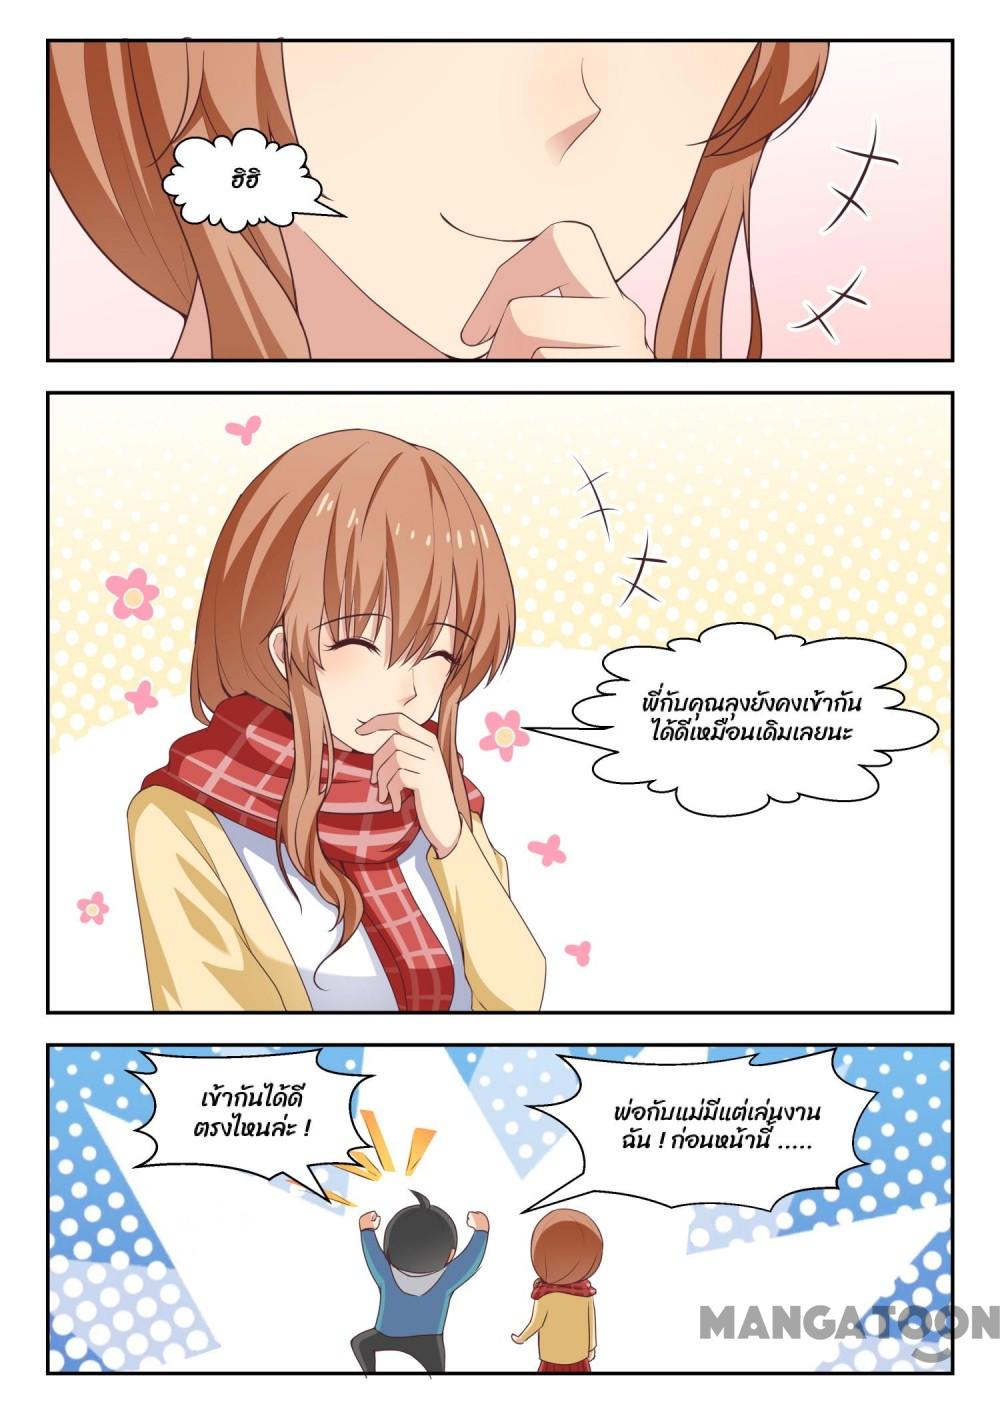 ฮิฮิ
พี่กับคุณลุงยังคงเข้ากัน
ได้ดีเหมือนเดิมเลยนะ
เข้ากันได้ดี
ตรงไหนล่ะ !
พ่อกับแม่มีแต่เล่นงาน
ฉัน ! ก่อนหน้านี้ .....
MANGATOON